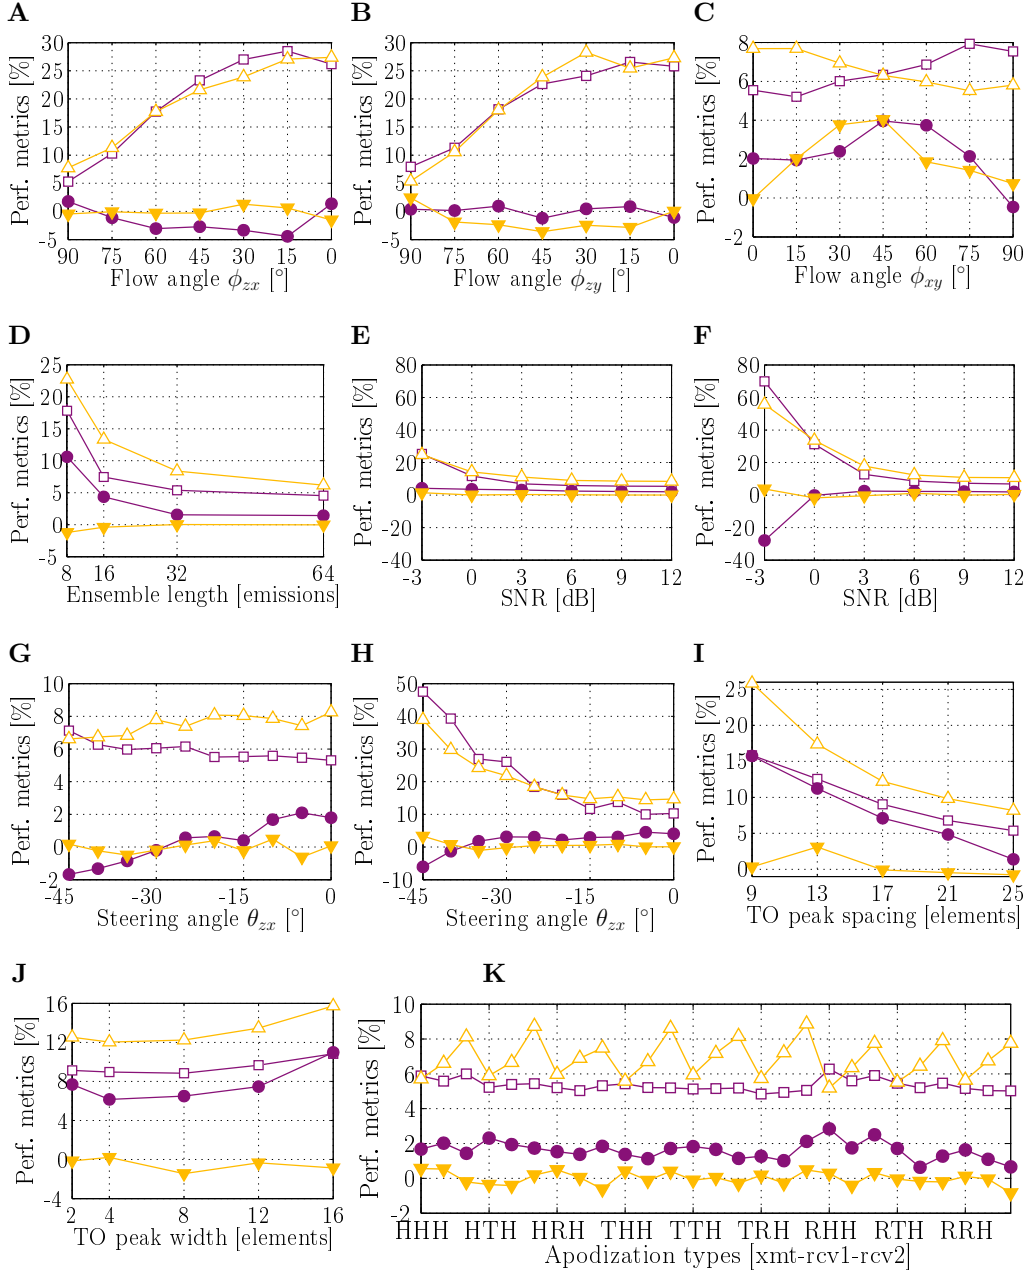 A
B
C
Perf. metrics [%]
30
25
20
15
10
5
0
-5
90 75 60 45 30 15 0
Flow angle ϕzx [°]
Perf. metrics [%]
30
25
20
15
10
5
0
-5
90 75 60 45 30 15 0
Flow angle ϕzy [°]
Perf. metrics [%]
8
6
4
2
0
-2
0 15 30 45 60 75 90
Flow angle ϕxy [°]
D
E
F
Perf. metrics [%]
25
20
15
10
5
0
-5
8 16 32 64
Ensemble length [emissions]
Perf. metrics [%]
80
60
40
20
0
-20
-40
-3 0 3 6 9 12
SNR [dB]
Perf. metrics [%]
80
60
40
20
0
-20
-40
-3 0 3 6 9 12
SNR [dB]
G
H
I
Perf. metrics [%]
10
8
6
4
2
0
-2
-45 -30 -15 0
Steering angle θzx [°]
Perf. metrics [%]
50
40
30
20
10
0
-10
-45 -30 -15 0
Steering angle θzx [°]
Perf. metrics [%]
25
20
15
10
5
0
9 13 17 21 25
TO peak spacing [elements]
J
K
Perf. metrics [%]
16
12
8
4
0
-4
2 4 8 12 16
TO peak width [elements]
Perf. metrics [%]
10
8
6
4
2
0
-2
HHH HTH HRH THH TTH TRH RHH RTH RRH
Apodization types [xmt-rcv1-rcv2]